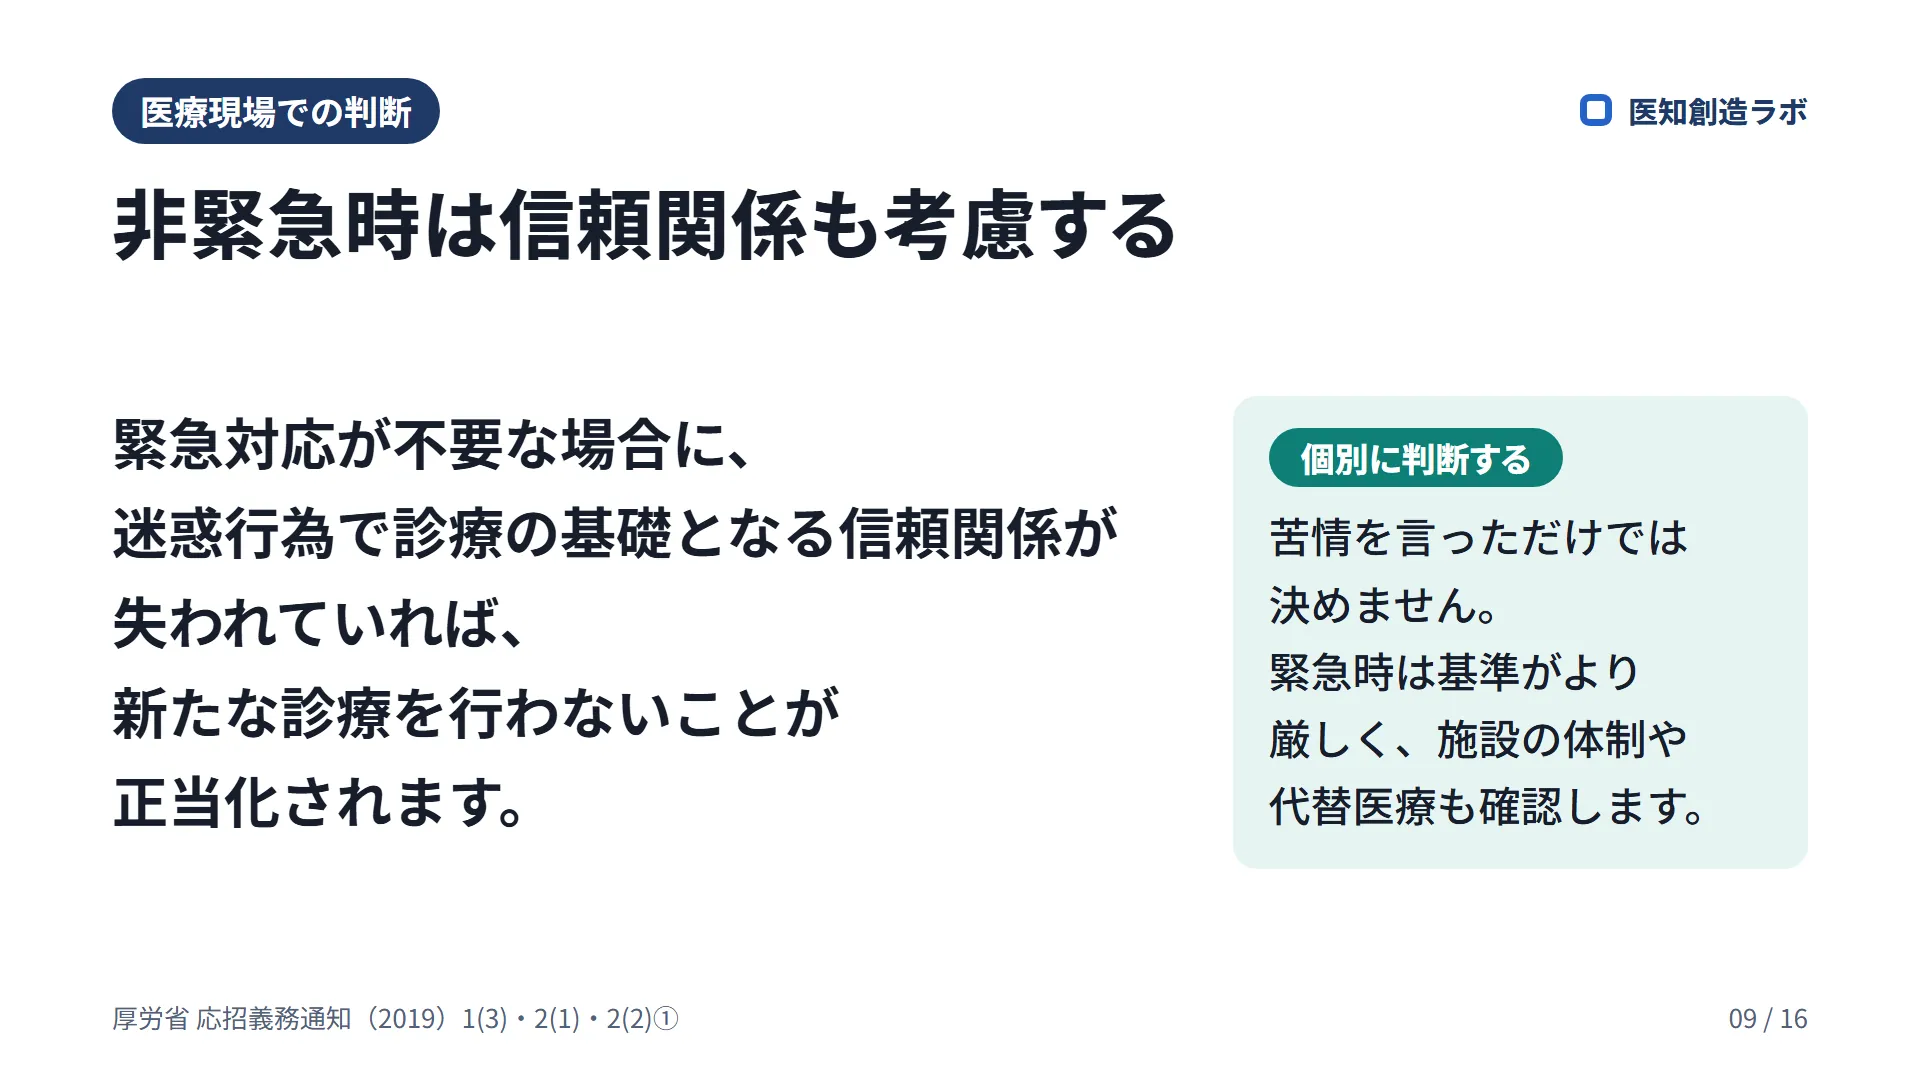 医療現場での判断
医知創造ラボ
非緊急時は信頼関係も考慮する
緊急対応が不要な場合に、
迷惑行為で診療の基礎となる信頼関係が
失われていれば、
新たな診療を行わないことが
正当化されます。
個別に判断する
苦情を言っただけでは
決めません。
緊急時は基準がより
厳しく、施設の体制や
代替医療も確認します。
厚労省 応招義務通知（2019）1(3)・2(1)・2(2)①
09 / 16